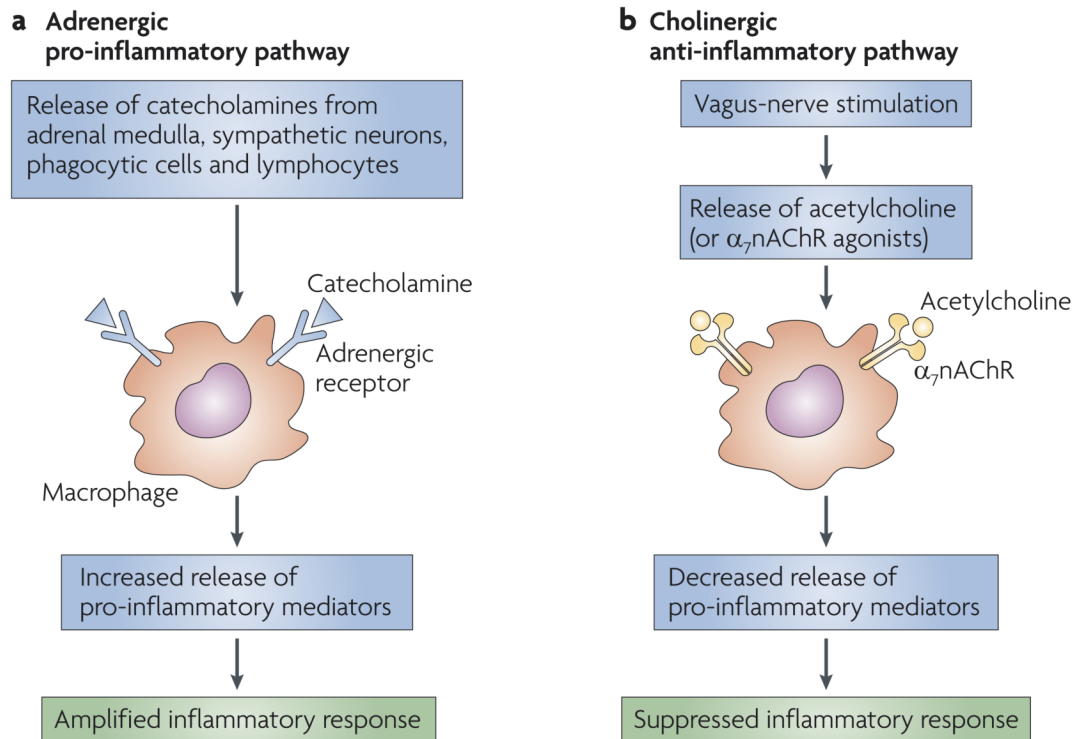 a Adrenergic
pro-inflammatory pathway
Release of catecholamines from
adrenal medulla, sympathetic neurons,
phagocytic cells and lymphocytes
Catecholamine
Adrenergic
receptor
Macrophage
Increased release of
pro-inflammatory mediators
Amplified inflammatory response
b Cholinergic
anti-inflammatory pathway
Vagus-nerve stimulation
Release of acetylcholine
(or α₇nAChR agonists)
Acetylcholine
α₇nAChR
Decreased release of
pro-inflammatory mediators
Suppressed inflammatory response